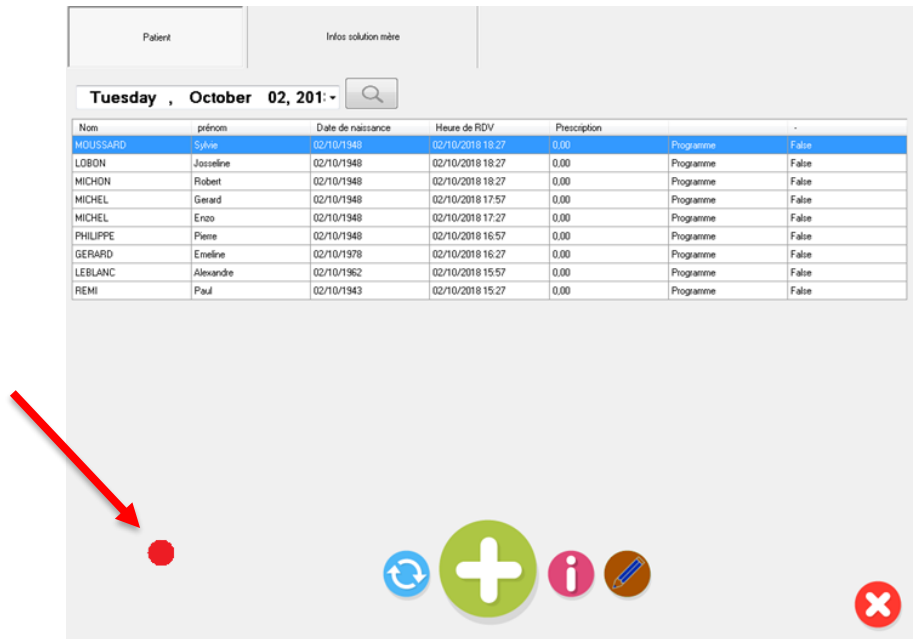 Patient Infos solution mère
Tuesday , October 02, 201
Nom prénom Date de naissance Heure de RDV Prescription -
MOUSSARD Sylvie 02/10/1948 02/10/2018 18:27 0,00 Programme False
LOBON Josseline 02/10/1948 02/10/2018 18:27 0,00 Programme False
MICHON Robert 02/10/1948 02/10/2018 18:27 0,00 Programme False
MICHEL Gerard 02/10/1948 02/10/2018 17:57 0,00 Programme False
MICHEL Enzo 02/10/1948 02/10/2018 17:27 0,00 Programme False
PHILIPPE Pierre 02/10/1948 02/10/2018 16:57 0,00 Programme False
GERARD Emeline 02/10/1978 02/10/2018 16:27 0,00 Programme False
LEBLANC Alexandre 02/10/1962 02/10/2018 15:57 0,00 Programme False
REMI Paul 02/10/1943 02/10/2018 15:27 0,00 Programme False